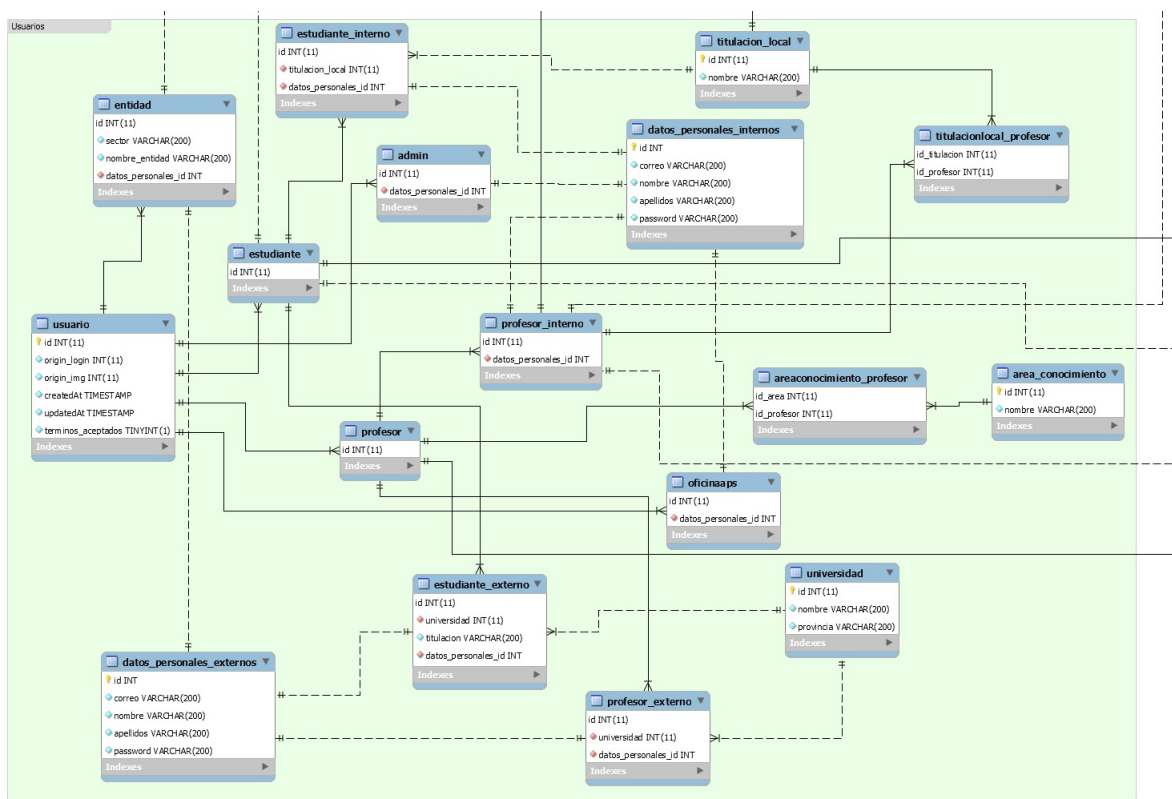 Usuarios
estudiante_interno
id INT(11)
titulacion_local INT(11)
datos_personales_id INT
Indexes
titulacion_local
id INT(11)
nombre VARCHAR(200)
Indexes
entidad
id INT(11)
sector VARCHAR(200)
nombre_entidad VARCHAR(200)
datos_personales_id INT
Indexes
admin
id INT(11)
datos_personales_id INT
Indexes
datos_personales_internos
id INT
correo VARCHAR(200)
nombre VARCHAR(200)
apellidos VARCHAR(200)
password VARCHAR(200)
Indexes
titulacionlocal_profesor
id_titulacion INT(11)
id_profesor INT(11)
Indexes
estudiante
id INT(11)
Indexes
usuario
id INT(11)
origin_login INT(11)
origin_img INT(11)
createdAt TIMESTAMP
updatedAt TIMESTAMP
terminos_aceptados TINYINT(1)
Indexes
profesor_interno
id INT(11)
datos_personales_id INT
Indexes
areaconocimiento_profesor
id_area INT(11)
id_profesor INT(11)
Indexes
area_conocimiento
id INT(11)
nombre VARCHAR(200)
Indexes
profesor
id INT(11)
Indexes
oficinaaps
id INT(11)
datos_personales_id INT
Indexes
estudiante_externo
id INT(11)
universidad INT(11)
titulacion VARCHAR(200)
datos_personales_id INT
Indexes
universidad
id INT(11)
nombre VARCHAR(200)
provincia VARCHAR(200)
Indexes
datos_personales_externos
id INT
correo VARCHAR(200)
nombre VARCHAR(200)
apellidos VARCHAR(200)
password VARCHAR(200)
Indexes
profesor_externo
id INT(11)
universidad INT(11)
datos_personales_id INT
Indexes